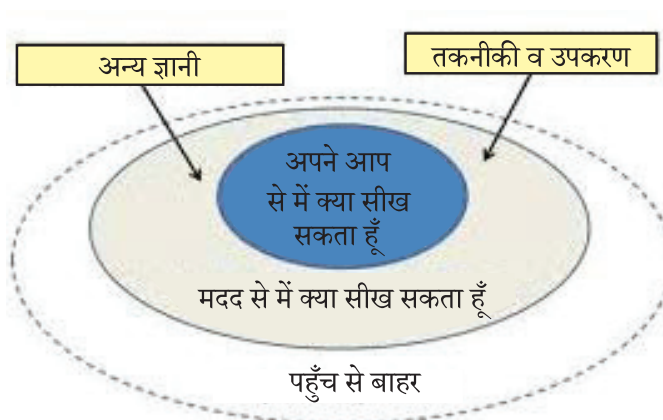 अन्य ज्ञानी
तकनीकी व उपकरण
अपने आप
से में क्या सीख
सकता हूँ
मदद से में क्या सीख सकता हूँ
पहुँच से बाहर